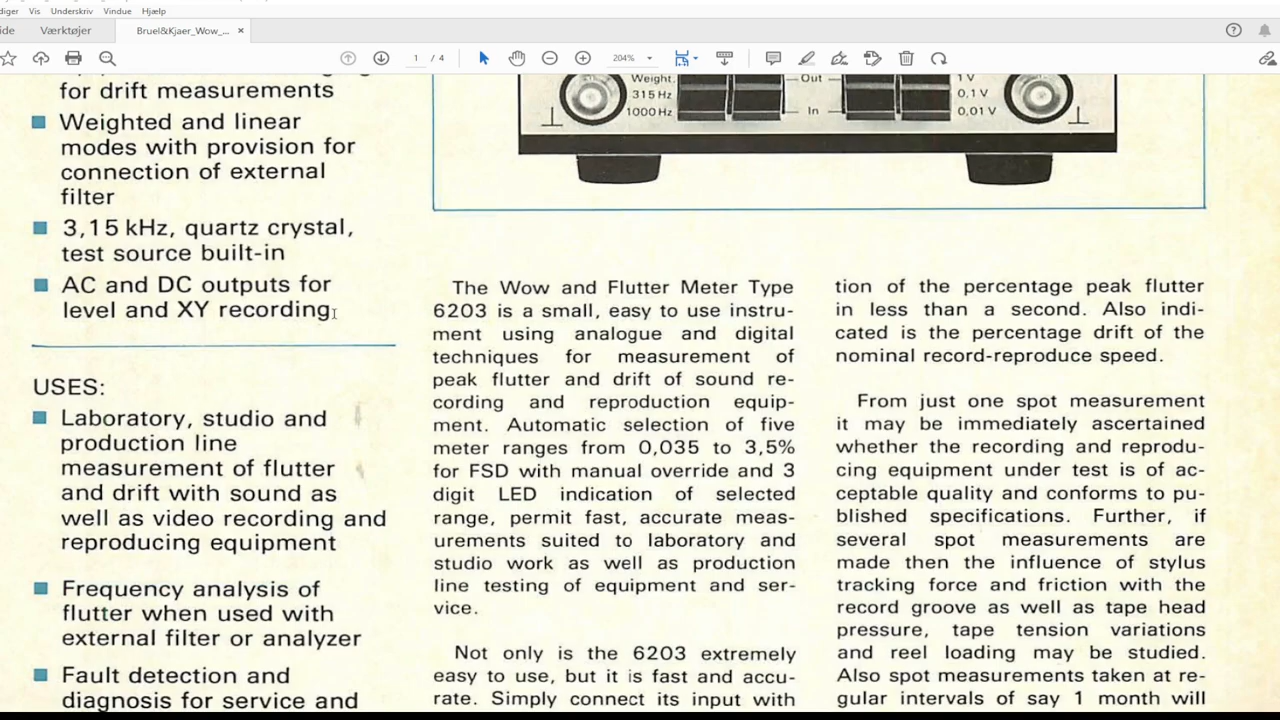 diger Vis Underskriv Vindue Hjælp
ide Værktøjer Bruel&Kjaer_Wow_... ×
1 / 4 204%
for drift measurements
Weighted and linear
modes with provision for
connection of external
filter
3,15 kHz, quartz crystal,
test source built-in
AC and DC outputs for
level and XY recording
USES:
Laboratory, studio and
production line
measurement of flutter
and drift with sound as
well as video recording and
reproducing equipment
Frequency analysis of
flutter when used with
external filter or analyzer
Fault detection and
diagnosis for service and
Weight. Out 1 V
315 Hz 0,1 V
1000 Hz In 0,01 V
The Wow and Flutter Meter Type
6203 is a small, easy to use instru-
ment using analogue and digital
techniques for measurement of
peak flutter and drift of sound re-
cording and reproduction equip-
ment. Automatic selection of five
meter ranges from 0,035 to 3,5%
for FSD with manual override and 3
digit LED indication of selected
range, permit fast, accurate meas-
urements suited to laboratory and
studio work as well as production
line testing of equipment and ser-
vice.
Not only is the 6203 extremely
easy to use, but it is fast and accu-
rate. Simply connect its input with
tion of the percentage peak flutter
in less than a second. Also indi-
cated is the percentage drift of the
nominal record-reproduce speed.
From just one spot measurement
it may be immediately ascertained
whether the recording and reprodu-
cing equipment under test is of ac-
ceptable quality and conforms to pu-
blished specifications. Further, if
several spot measurements are
made then the influence of stylus
tracking force and friction with the
record groove as well as tape head
pressure, tape tension variations
and reel loading may be studied.
Also spot measurements taken at re-
gular intervals of say 1 month will